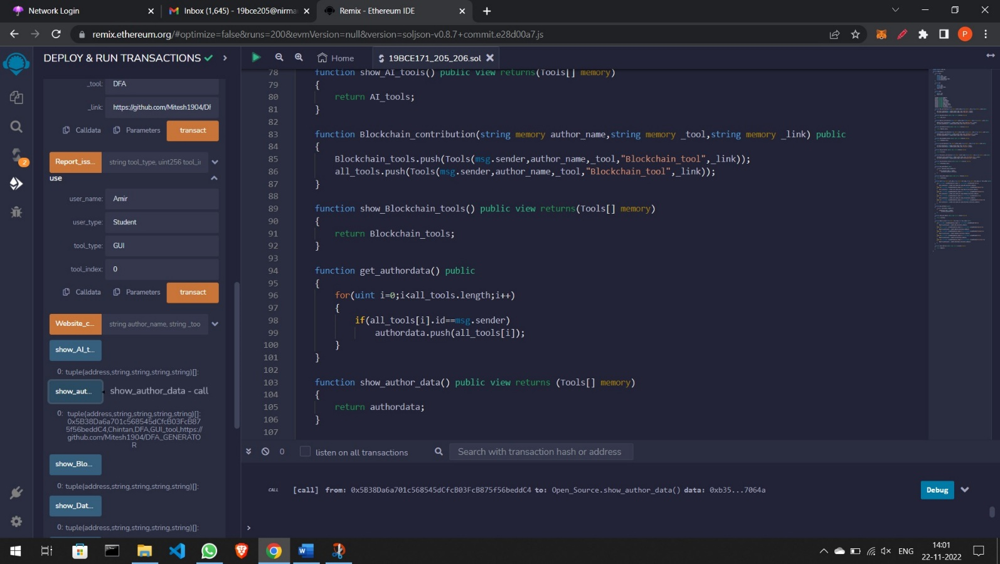 Network Login
Inbox (1,645) - 19bce205@nirma
Remix - Ethereum IDE
remix.ethereum.org/#optimize=false&runs=200&evmVersion=null&version=soljson-v0.8.7+commit.e28d00a7.js
P
DEPLOY & RUN TRANSACTIONS
_tool: DFA
_link: https://github.com/Mitesh1904/DF
Calldata Parameters transact
Report_iss... string tool_type, uint256 tool_in
use
user_name: Amir
user_type: Student
tool_type: GUI
tool_index: 0
Calldata Parameters transact
Website_c... string author_name, string _too
show_AI_t...
0: tuple(address,string,string,string,string)[]:
show_aut... show_author_data - call
0: tuple(address,string,string,string,string)[]:
0x5B38Da6a701c568545dCfcB03FcB87
5f56beddC4,Chintan,DFA,GUI_tool,https://
github.com/Mitesh1904/DFA_GENERATO
R
show_Blo...
0: tuple(address,string,string,string,string)[]:
show_Dat...
0: tuple(address,string,string,string,string)[]:
2
Home
19BCE171_205_206.sol
78 function show_AI_tools() public view returns(Tools[] memory)
79 {
80 return AI_tools;
81 }
82
83 function Blockchain_contribution(string memory author_name,string memory _tool,string memory _link) public
84 {
85 Blockchain_tools.push(Tools(msg.sender,author_name,_tool,"Blockchain_tool",_link));
86 all_tools.push(Tools(msg.sender,author_name,_tool,"Blockchain_tool",_link));
87 }
88
89 function show_Blockchain_tools() public view returns(Tools[] memory)
90 {
91 return Blockchain_tools;
92 }
93
94 function get_authordata() public
95 {
96 for(uint i=0;i<all_tools.length;i++)
97 {
98 if(all_tools[i].id==msg.sender)
99 authordata.push(all_tools[i]);
100 }
101 }
102
103 function show_author_data() public view returns (Tools[] memory)
104 {
105 return authordata;
106 }
107
0 listen on all transactions Search with transaction hash or address
CALL [call] from: 0x5B38Da6a701c568545dCfcB03FcB875f56beddC4 to: Open_Source.show_author_data() data: 0xb35...7064a Debug
>
ENG
14:01
22-11-2022